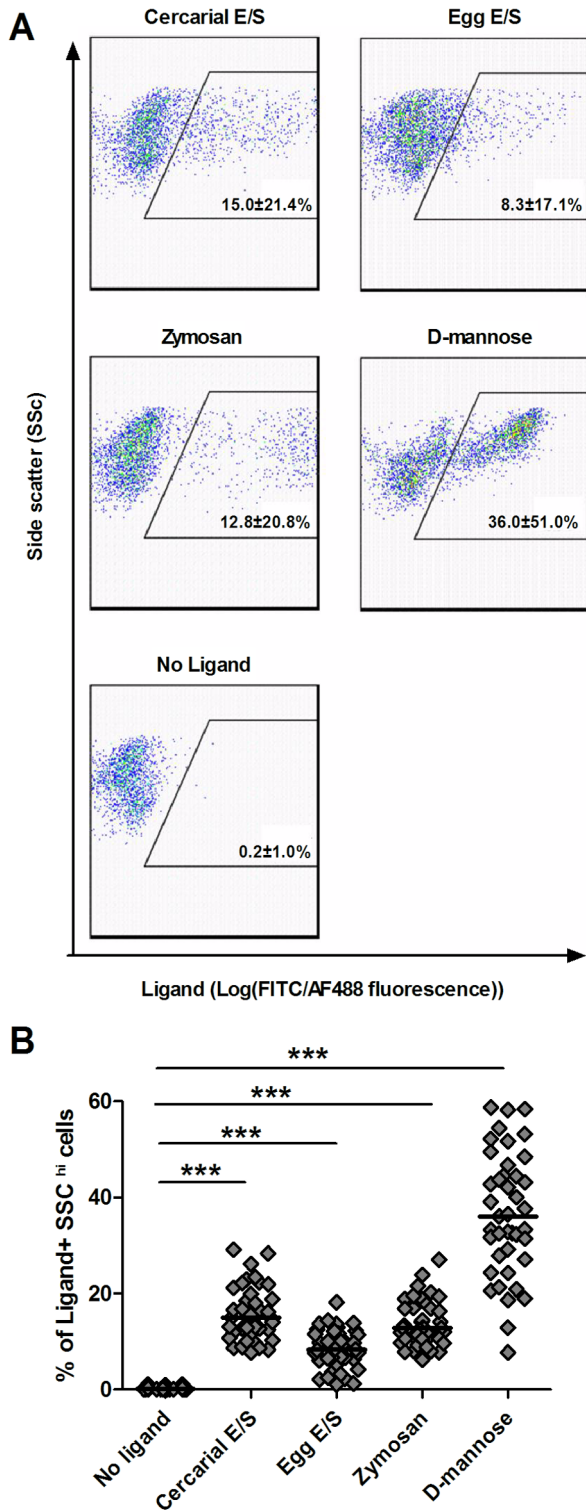 A
Cercarial E/S
Egg E/S
15.0±21.4%
8.3±17.1%
Zymosan
D-mannose
12.8±20.8%
36.0±51.0%
No Ligand
0.2±1.0%
Side scatter (SSc)
Ligand (Log(FITC/AF488 fluorescence))
B
***
***
***
***
% of Ligand+ SSC hi cells
60
40
20
0
No ligand
Cercarial E/S
Egg E/S
Zymosan
D-mannose